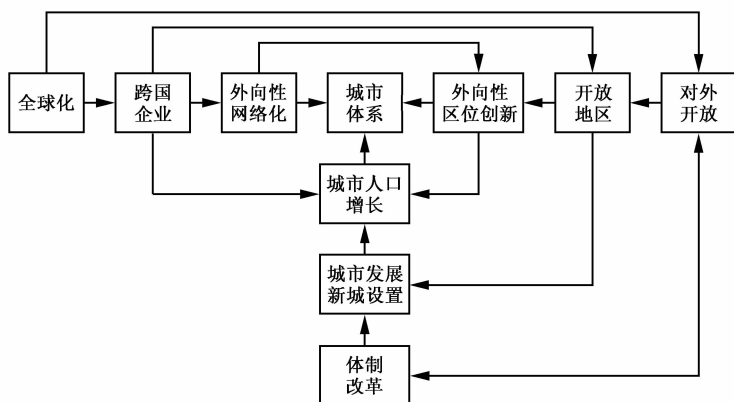 全球化
跨国
企业
外向性
网络化
城市
体系
外向性
区位创新
开放
地区
对外
开放
城市人口
增长
城市发展
新城设置
体制
改革